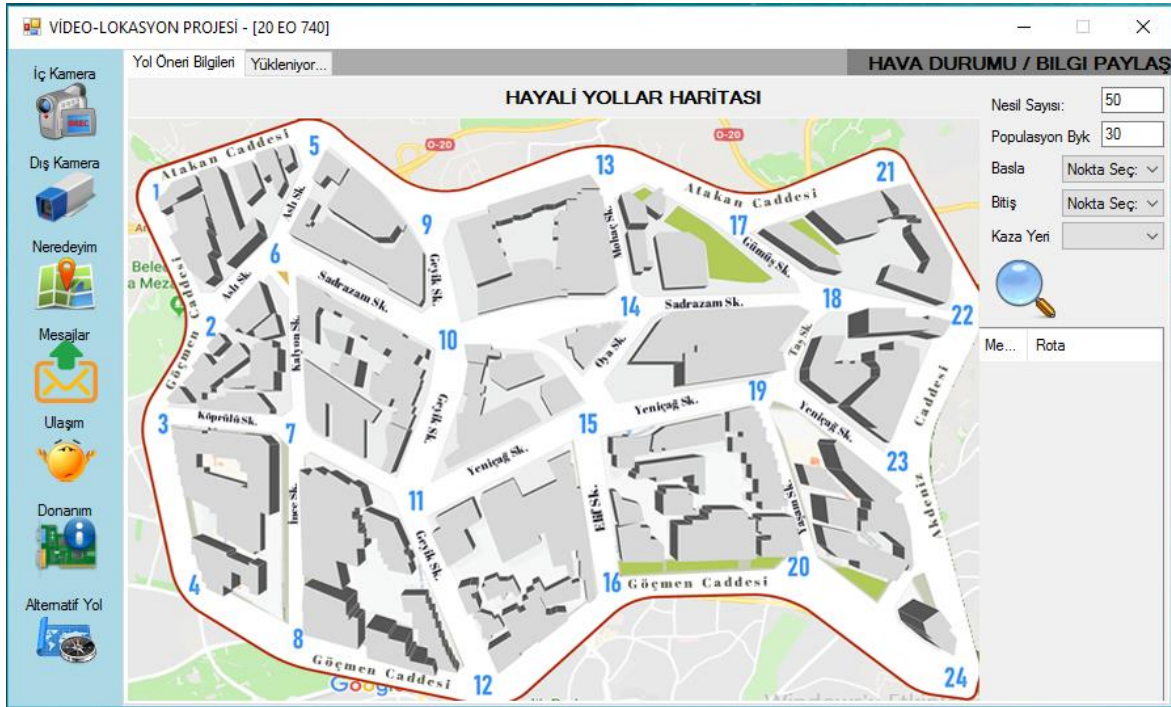 VİDEO-LOKASYON PROJESİ - [20 EO 740]
Yol Öneri Bilgileri
Yükleniyor...
HAVA DURUMU / BILGI PAYLAŞ
İç Kamera
Dış Kamera
Neredeyim
Mesajlar
Ulaşım
Donanım
Alternatif Yol
HAYALİ YOLLAR HARİTASI
Nesil Sayısı:
50
Populasyon Byk
30
Basla
Nokta Seç:
Bitiş
Nokta Seç:
Kaza Yeri
Me...
Rota
Atakan Caddesi
5
O-20
13
O-20
21
1
Aslı Sk.
Atakan Caddesi
17
9
Mohaç Sk.
Gümüş Sk.
6
Geyik Sk.
Göçmen Caddesi
Aslı Sk.
Sadrazam Sk.
14
Sadrazam Sk.
18
22
2
Kalyon Sk.
10
Oya Sk.
Taş Sk.
19
Köprülü Sk.
Geyik Sk.
Yeniçağ Sk.
Yeniçağ Sk.
3
7
15
23
Akdeniz Caddesi
Yeniçağ Sk.
11
İnce Sk.
Elif Sk.
Yaşam Sk.
Geyik Sk.
4
16
Göçmen Caddesi
20
8
Göçmen Caddesi
12
24